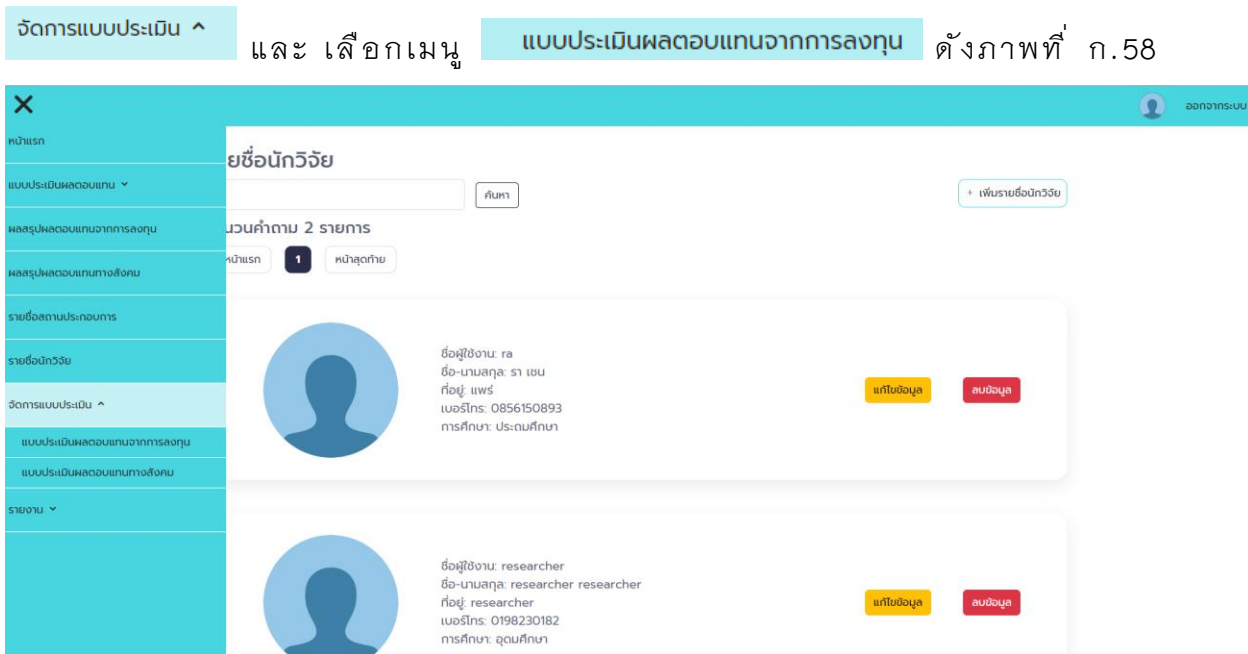 จัดการแบบประเมิน และ เลือกเมนู แบบประเมินผลตอบแทนจากการลงทุน ดังภาพที่ ก.58
ออกจากระบบ
หน้าแรก
แบบประเมินผลตอบแทน
ผลสรุปผลตอบแทนจากการลงทุน
ผลสรุปผลตอบแทนทางสังคม
รายชื่อสถานประกอบการ
รายชื่อนักวิจัย
จัดการแบบประเมิน
แบบประเมินผลตอบแทนจากการลงทุน
แบบประเมินผลตอบแทนทางสังคม
รายงาน
ยชื่อนักวิจัย
ค้นหา
+ เพิ่มรายชื่อนักวิจัย
นวนคำถาม 2 รายการ
หน้าแรก 1 หน้าสุดท้าย
ชื่อผู้ใช้งาน: ra
ชื่อ-นามสกุล: รา เชน
ที่อยู่: แพร่
เบอร์โทร: 0856150893
การศึกษา: ประถมศึกษา
แก้ไขข้อมูล ลบข้อมูล
ชื่อผู้ใช้งาน: researcher
ชื่อ-นามสกุล: researcher researcher
ที่อยู่: researcher
เบอร์โทร: 0198230182
การศึกษา: อุดมศึกษา
แก้ไขข้อมูล ลบข้อมูล